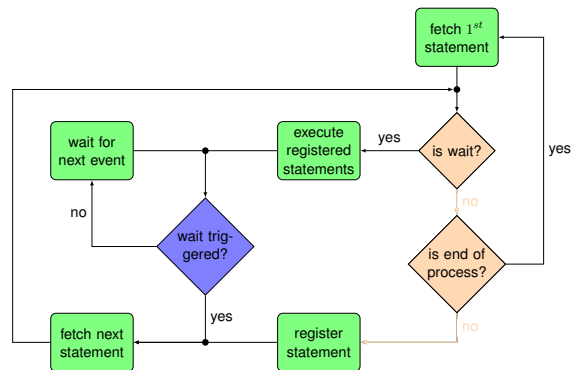 fetch 1st
statement
wait for
next event
execute
registered
statements
yes
is wait?
yes
no
no
wait trig-
gered?
is end of
process?
yes
no
fetch next
statement
register
statement